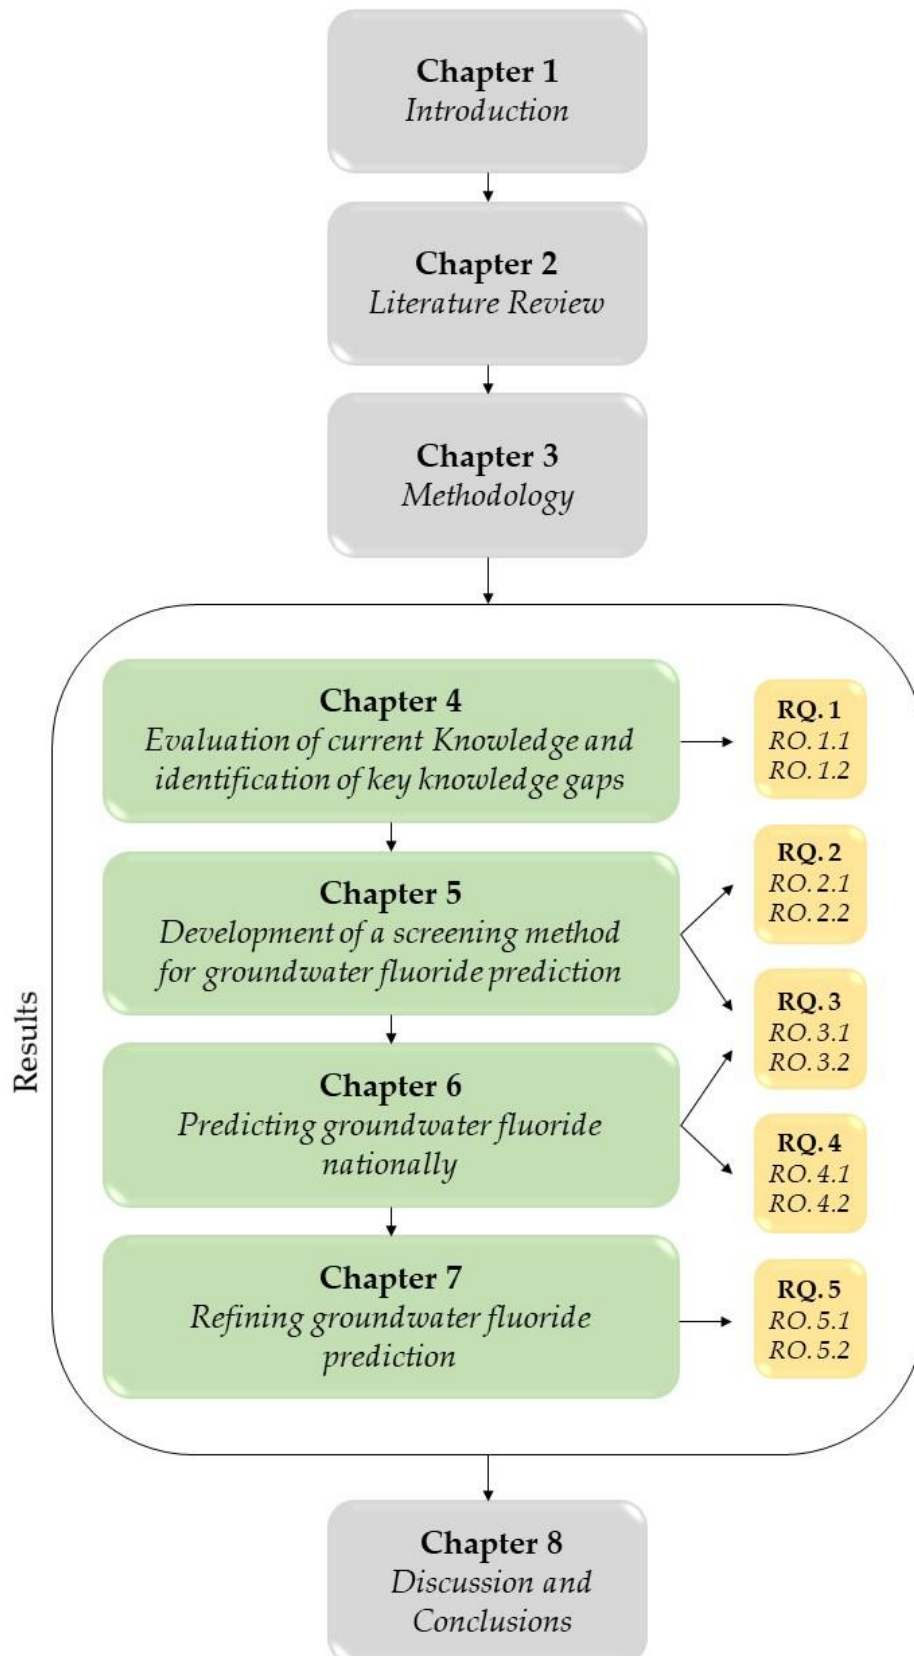 Chapter 1
Introduction
Chapter 2
Literature Review
Chapter 3
Methodology
Results
Chapter 4
Evaluation of current Knowledge and
identification of key knowledge gaps
RQ. 1
RO. 1.1
RO. 1.2
Chapter 5
Development of a screening method
for groundwater fluoride prediction
RQ. 2
RO. 2.1
RO. 2.2
RQ. 3
RO. 3.1
RO. 3.2
Chapter 6
Predicting groundwater fluoride
nationally
RQ. 4
RO. 4.1
RO. 4.2
Chapter 7
Refining groundwater fluoride
prediction
RQ. 5
RO. 5.1
RO. 5.2
Chapter 8
Discussion and
Conclusions